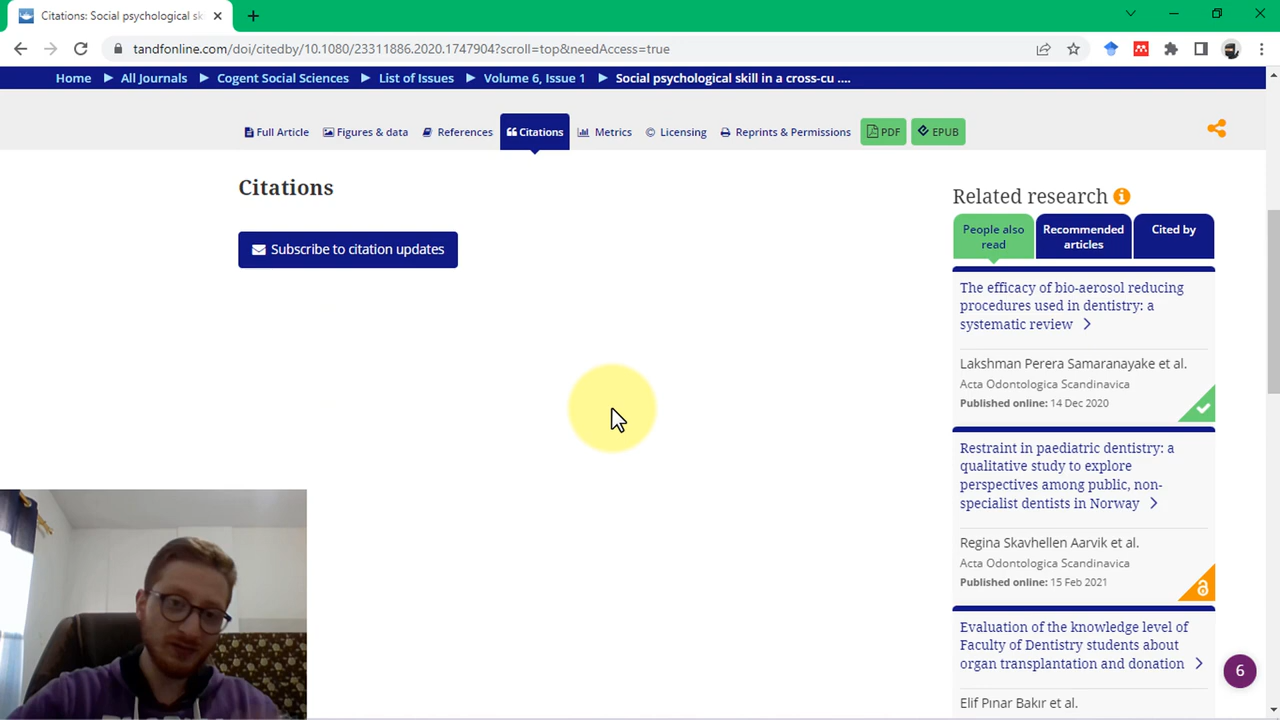 Citations: Social psychological sk
tandfonline.com/doi/citedby/10.1080/23311886.2020.1747904?scroll=top&needAccess=true
Home ▶ All Journals ▶ Cogent Social Sciences ▶ List of Issues ▶ Volume 6, Issue 1 ▶ Social psychological skill in a cross-cu ....
Full Article Figures & data References Citations Metrics Licensing Reprints & Permissions PDF EPUB
Citations
Subscribe to citation updates
Related research
People also
read
Recommended
articles
Cited by
The efficacy of bio-aerosol reducing
procedures used in dentistry: a
systematic review
Lakshman Perera Samaranayake et al.
Acta Odontologica Scandinavica
Published online: 14 Dec 2020
Restraint in paediatric dentistry: a
qualitative study to explore
perspectives among public, non-
specialist dentists in Norway
Regina Skavhellen Aarvik et al.
Acta Odontologica Scandinavica
Published online: 15 Feb 2021
Evaluation of the knowledge level of
Faculty of Dentistry students about
organ transplantation and donation
Elif Pınar Bakır et al.
6